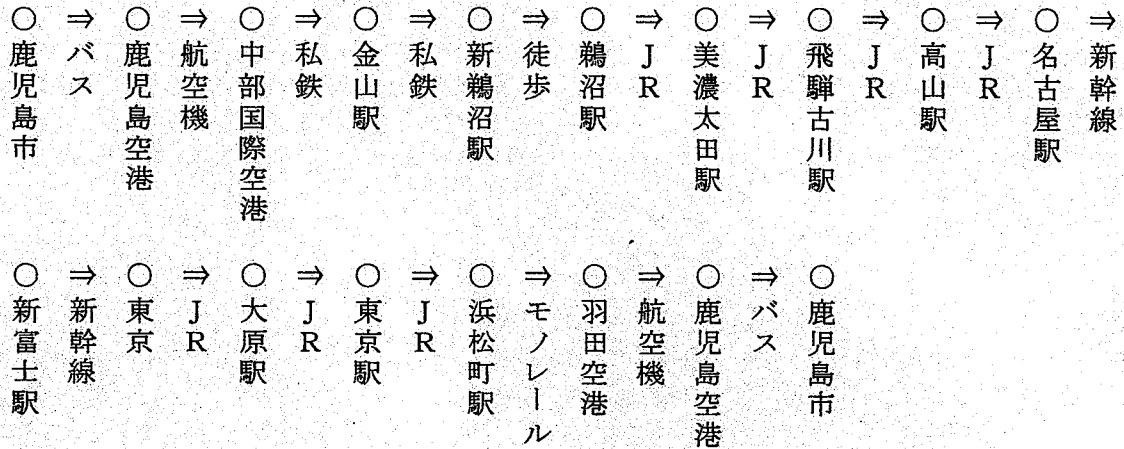 ○鹿児島市⇒バス⇒○鹿児島空港⇒航空機⇒○中部国際空港⇒私鉄⇒○金山駅⇒私鉄⇒○新鵜沼駅⇒徒歩⇒○鵜沼駅⇒JR⇒○美濃太田駅⇒JR⇒○飛騨古川駅⇒JR⇒○高山駅⇒JR⇒○名古屋駅⇒新幹線
○新富士駅⇒新幹線○東京⇒JR○大原駅⇒JR○東京駅⇒JR○浜松町駅⇒モノレール○羽田空港⇒航空機○鹿児島空港⇒バス○鹿児島市